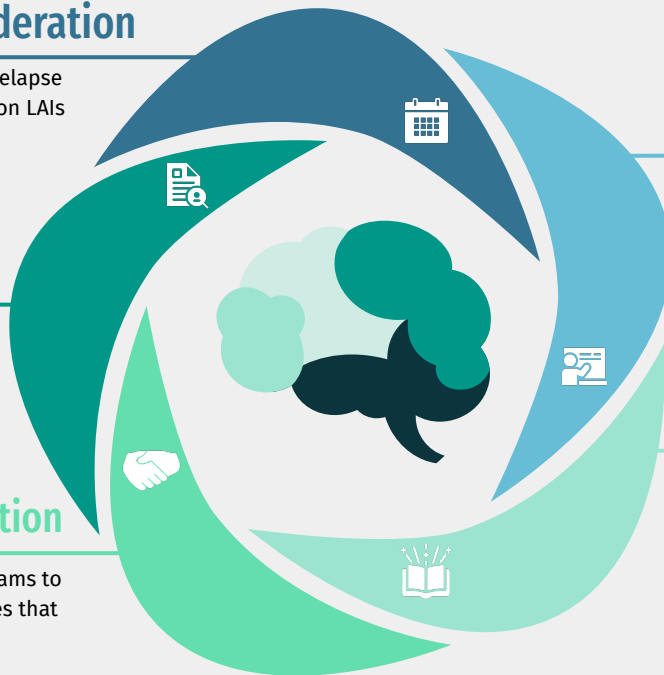 deration
elapse
on LAIs
tion
ams to
es that